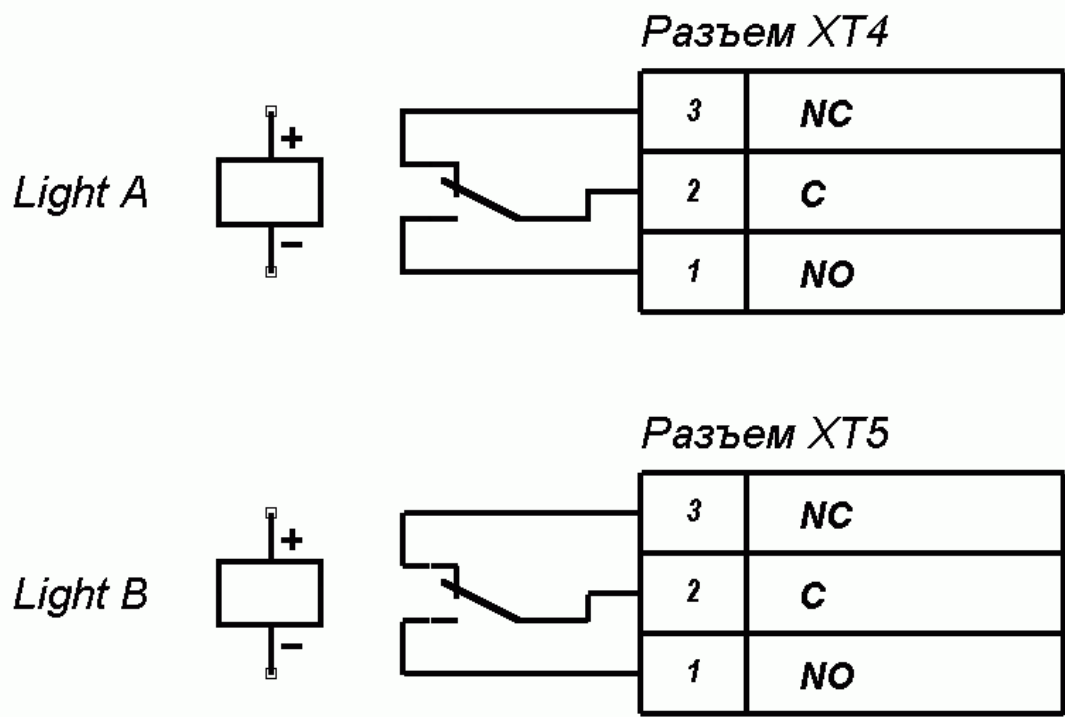 Разъем XT4
3 NC
+
Light A
2 C
−
1 NO
Разъем XT5
3 NC
+
Light B
2 C
−
1 NO